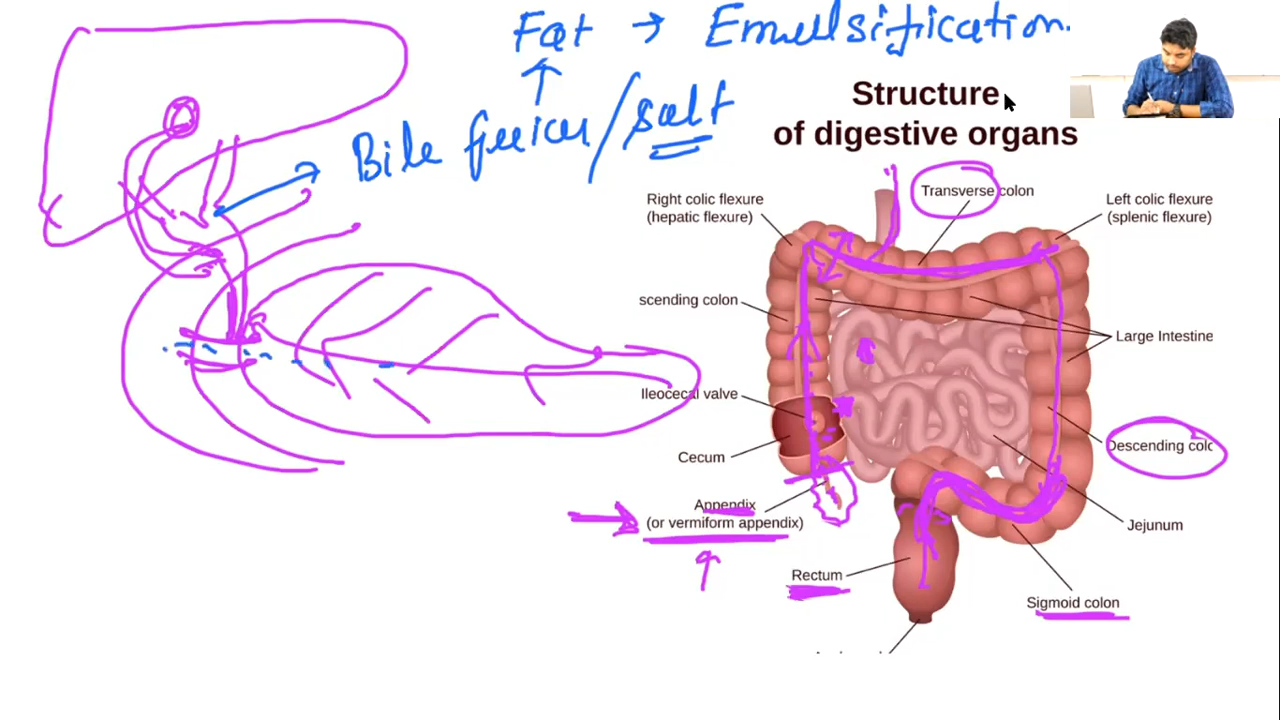 Fat → Emulsification
Bile juice/salt
Structure
of digestive organs
Transverse colon
Right colic flexure
(hepatic flexure)
Left colic flexure
(splenic flexure)
scending colon
Large Intestine
Ileocecal valve
Descending colo
Cecum
Appendix
(or vermiform appendix)
Jejunum
Rectum
Sigmoid colon